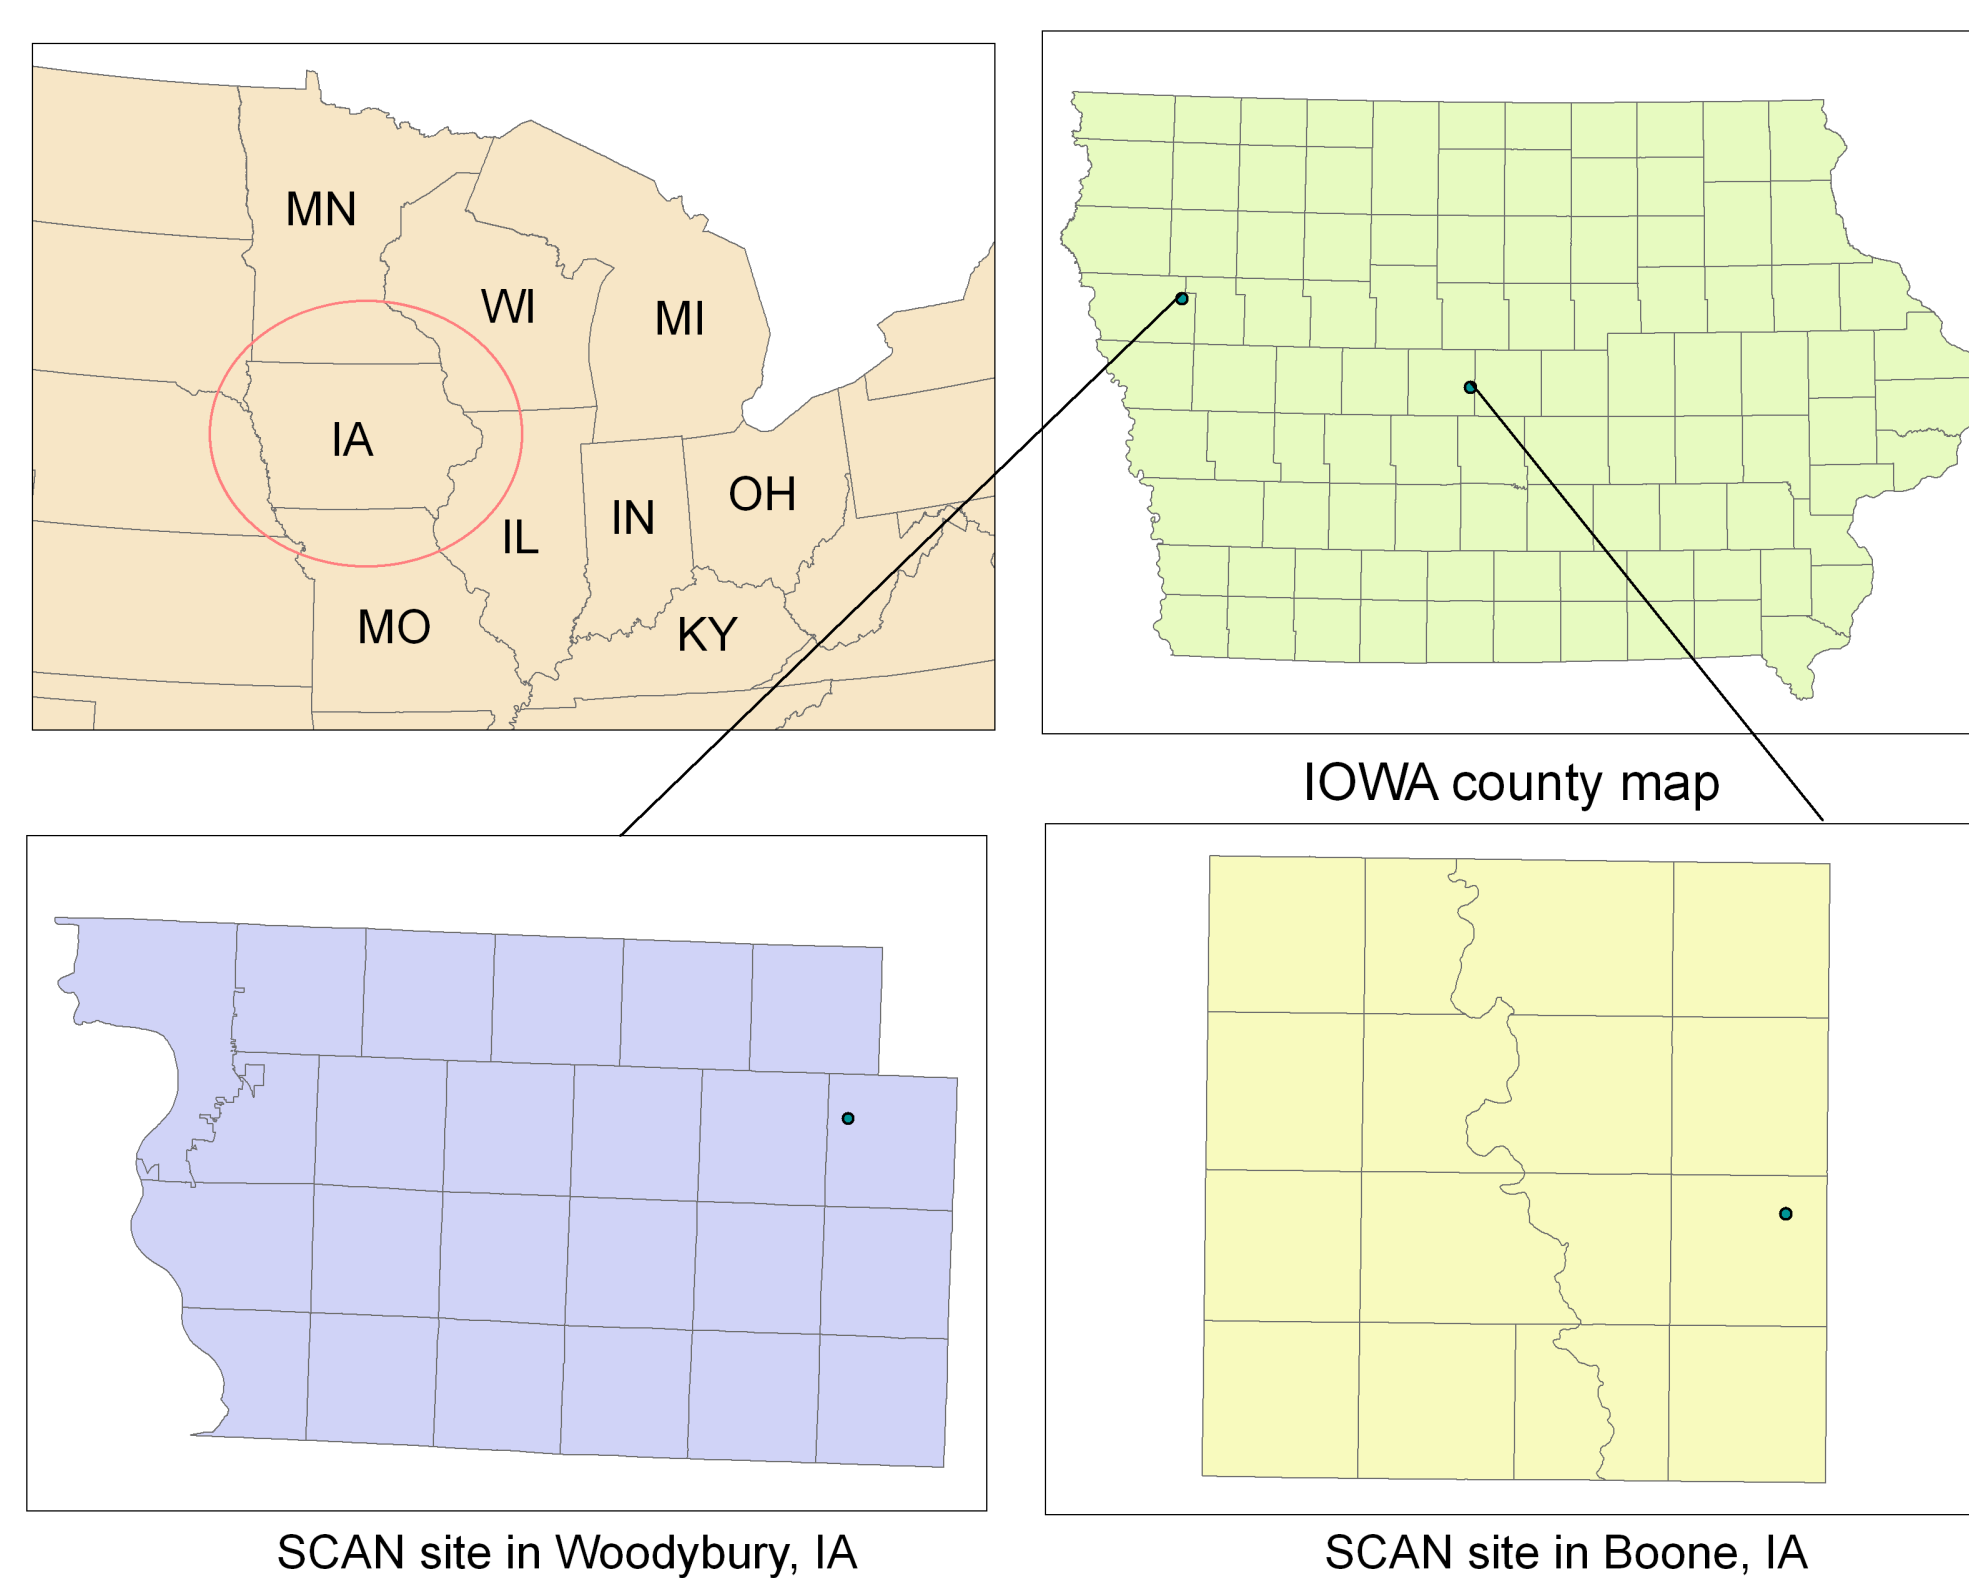 MN
WI
MI
IA
OH
IN
IL
MO
KY
IOWA county map
SCAN site in Woodybury, IA
SCAN site in Boone, IA